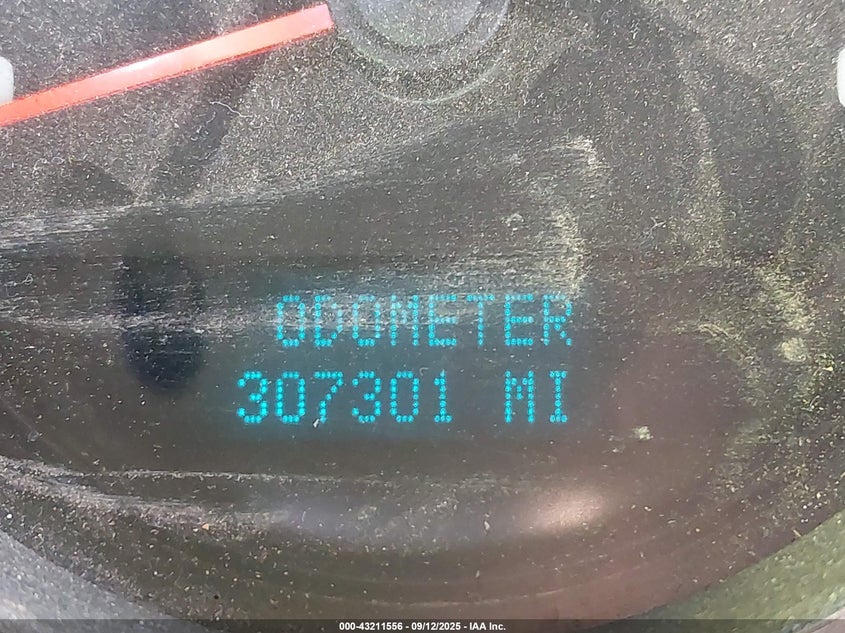 ODOMETER
307301 MI
000-43211556 - 09/12/2025 - IAA Inc.